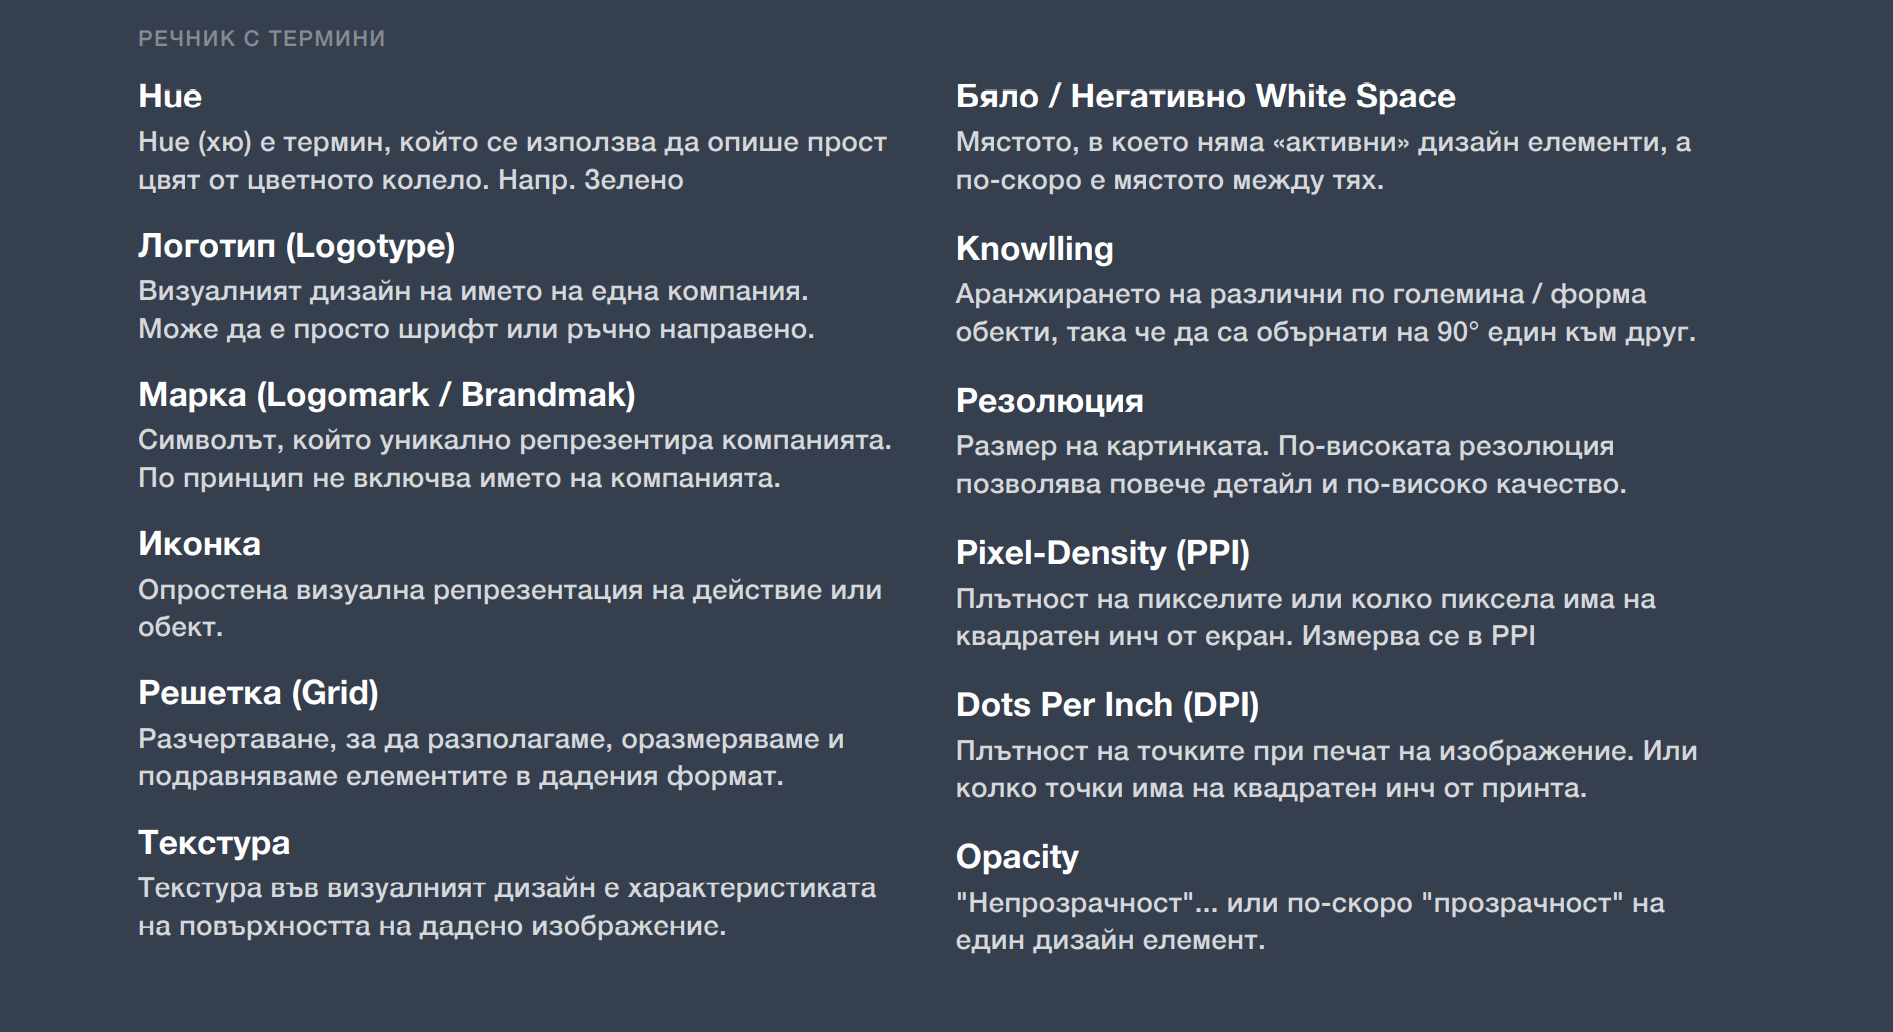 РЕЧНИК С ТЕРМИНИ
Hue
Hue (хю) е термин, който се използва да опише прост
цвят от цветното колело. Напр. Зелено
Логотип (Logotype)
Визуалният дизайн на името на една компания.
Може да е просто шрифт или ръчно направено.
Марка (Logomark / Brandmak)
Символът, който уникално репрезентира компанията.
По принцип не включва името на компанията.
Иконка
Опростена визуална репрезентация на действие или
обект.
Решетка (Grid)
Разчертаване, за да разполагаме, оразмеряваме и
подравняваме елементите в дадения формат.
Текстура
Текстура във визуалният дизайн е характеристиката
на повърхността на дадено изображение.
Бяло / Негативно White Space
Мястото, в което няма «активни» дизайн елементи, а
по-скоро е мястото между тях.
Knowlling
Аранжирането на различни по големина / форма
обекти, така че да са обърнати на 90° един към друг.
Резолюция
Размер на картинката. По-високата резолюция
позволява повече детайл и по-високо качество.
Pixel-Density (PPI)
Плътност на пикселите или колко пиксела има на
квадратен инч от екран. Измерва се в PPI
Dots Per Inch (DPI)
Плътност на точките при печат на изображение. Или
колко точки има на квадратен инч от принта.
Opacity
"Непрозрачност"... или по-скоро "прозрачност" на
един дизайн елемент.